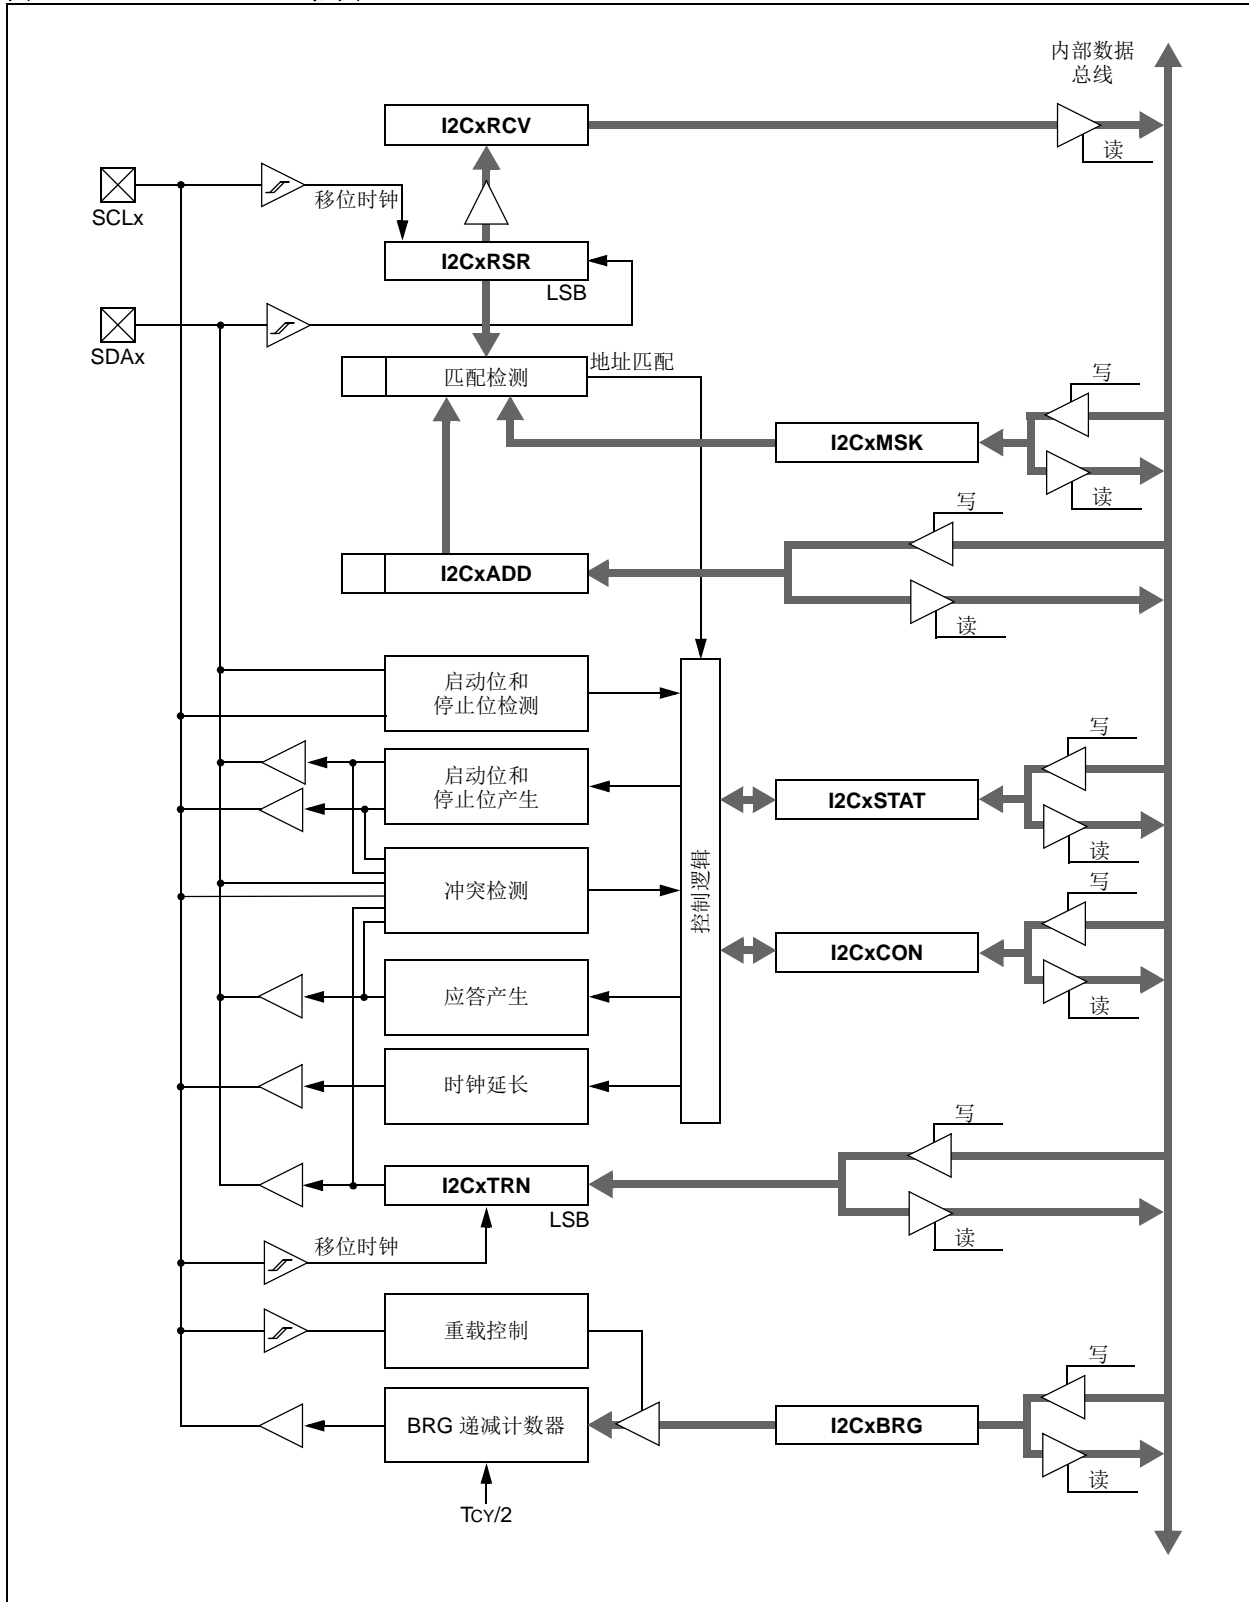 内部数据
总线
I2CxRCV
读
SCLx
移位时钟
I2CxRSR
LSB
SDAx
地址匹配
匹配检测
写
I2CxMSK
读
写
I2CxADD
读
启动位和
停止位检测
写
启动位和
停止位产生
I2CxSTAT
读
控制逻辑
冲突检测
写
I2CxCON
应答产生
读
时钟延长
写
I2CxTRN
LSB
读
移位时钟
重载控制
写
BRG 递减计数器
I2CxBRG
读
TCY/2